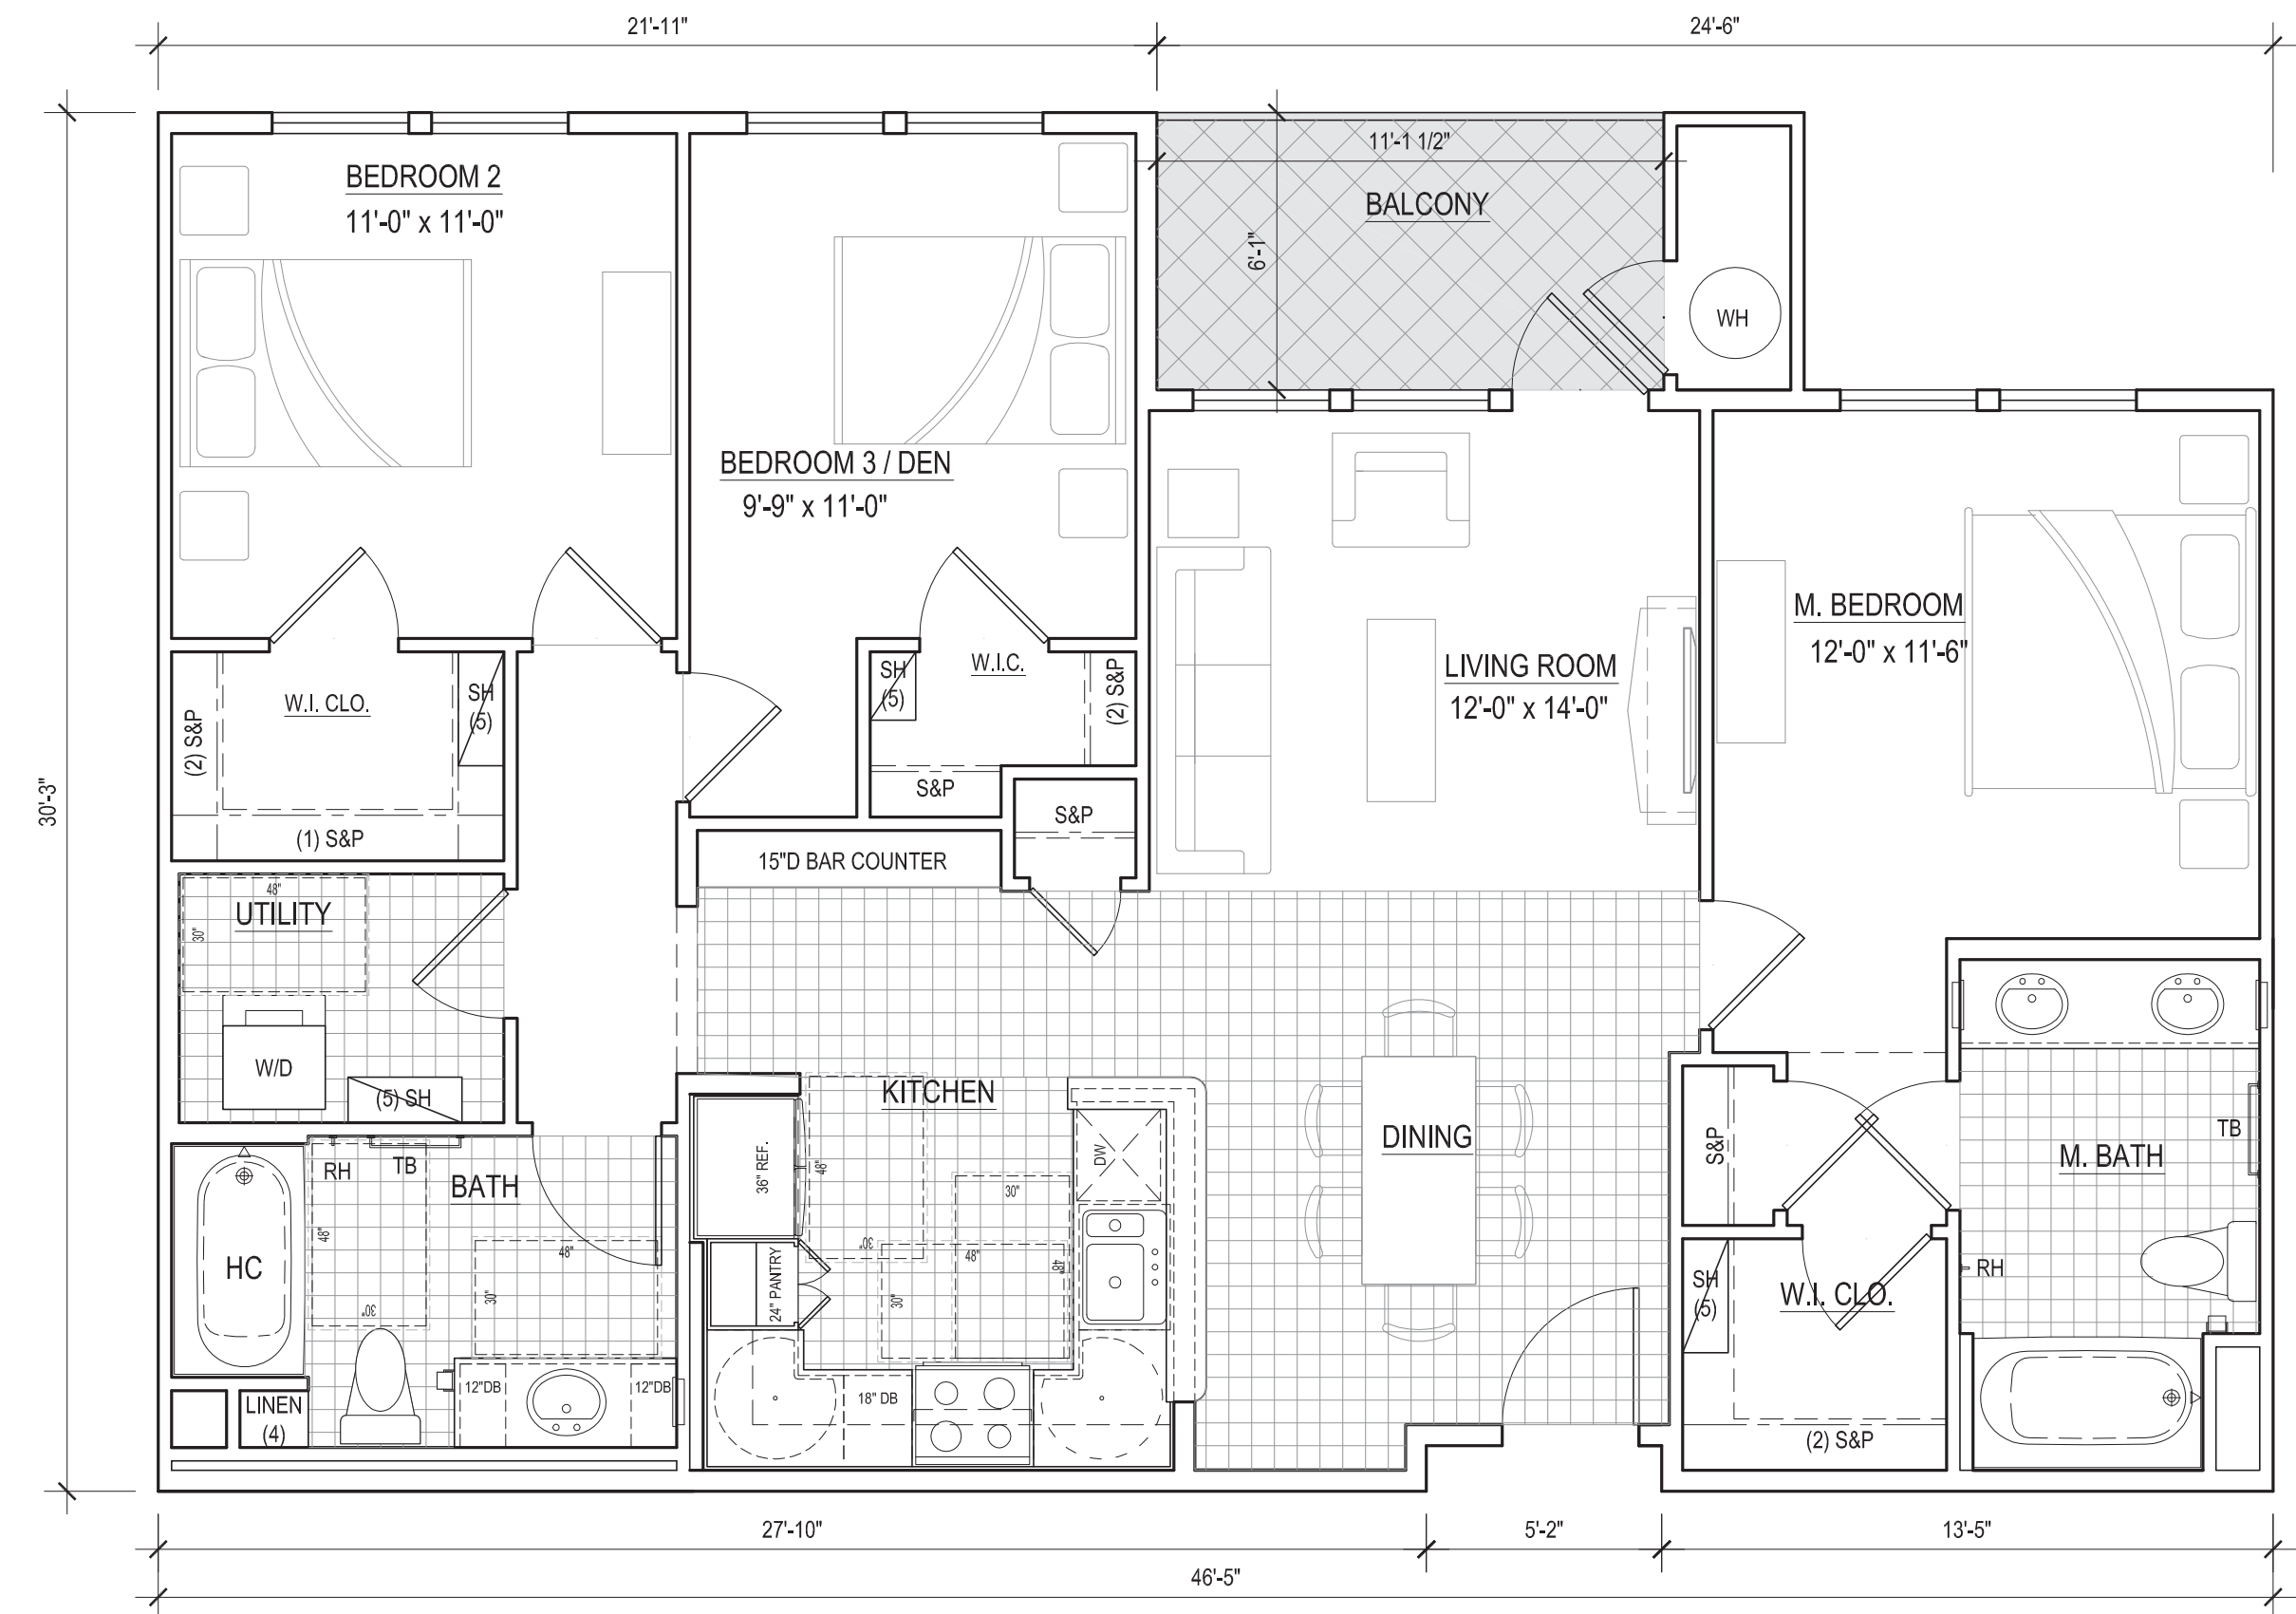 21'-11"
24'-6"
11'-1 1/2"
BALCONY
6'-1"
BEDROOM 2
11'-0" x 11'-0"
WH
BEDROOM 3 / DEN
9'-9" x 11'-0"
M. BEDROOM
12'-0" x 11'-6"
LIVING ROOM
12'-0" x 14'-0"
W.I. CLO.
SH
(5)
(2) S&P
(1) S&P
SH
(5)
W.I.C.
(2) S&P
S&P
S&P
30'-3"
15"D BAR COUNTER
48"
UTILITY
30"
W/D
(5) SH
KITCHEN
36" REF.
48"
30"
DW
30"
48"
48"
30"
24" PANTRY
18" DB
DINING
S&P
TB
M. BATH
RH
W.I. CLO.
SH
(5)
(2) S&P
RH
TB
BATH
48"
30"
48"
30"
HC
LINEN
(4)
12"DB
12"DB
27'-10"
5'-2"
13'-5"
46'-5"